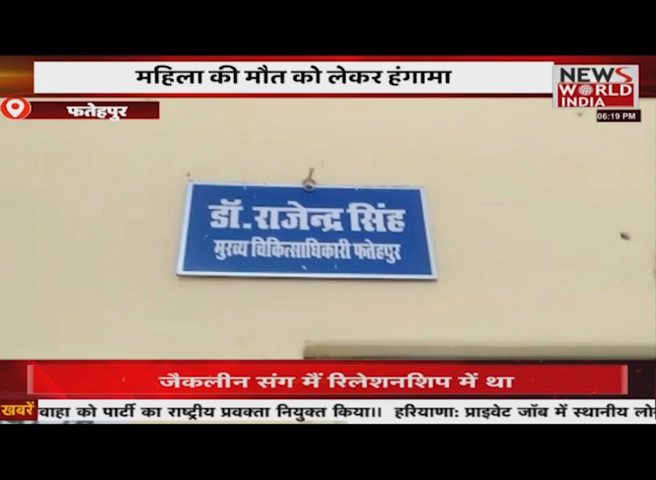 महिला की मौत को लेकर हंगामा
NEWS
WORLD
INDIA
फतेहपुर
06:19 PM
डॉ. राजेन्द्र सिंह
मुख्य चिकित्साधिकारी फतेहपुर
जैकलीन संग मैं रिलेशनशिप में था
खबरें वाहा को पार्टी का राष्ट्रीय प्रवक्ता नियुक्त किया।। हरियाणा: प्राइवेट जॉब में स्थानीय